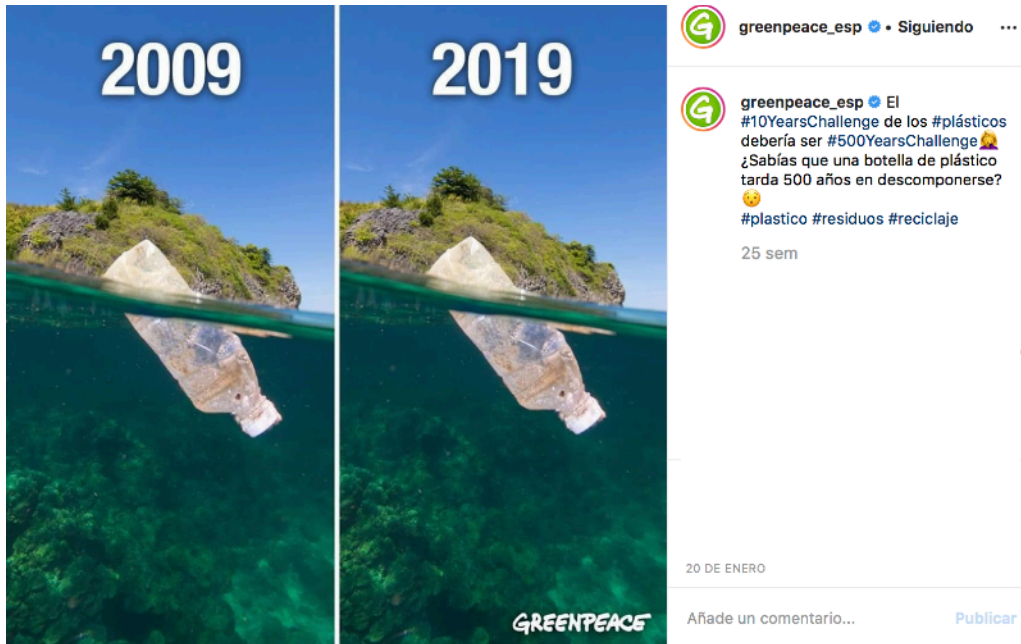 2009
2019
GREENPEACE
greenpeace_esp • Siguiendo
greenpeace_esp El
#10YearsChallenge de los #plásticos
debería ser #500YearsChallenge🤦‍♀️
¿Sabías que una botella de plástico
tarda 500 años en descomponerse?
😯
#plastico #residuos #reciclaje
25 sem
20 DE ENERO
Añade un comentario...
Publicar